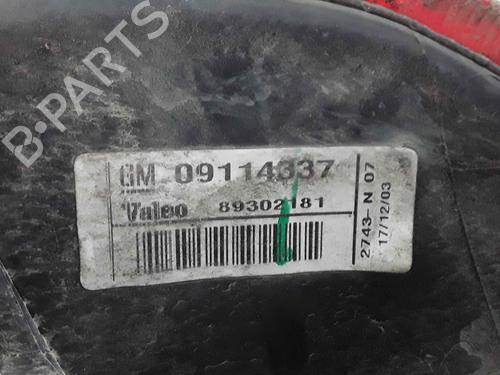 B-PARTS
GM 09114337
Valeo 89302181
2743-N 07
17/12/03